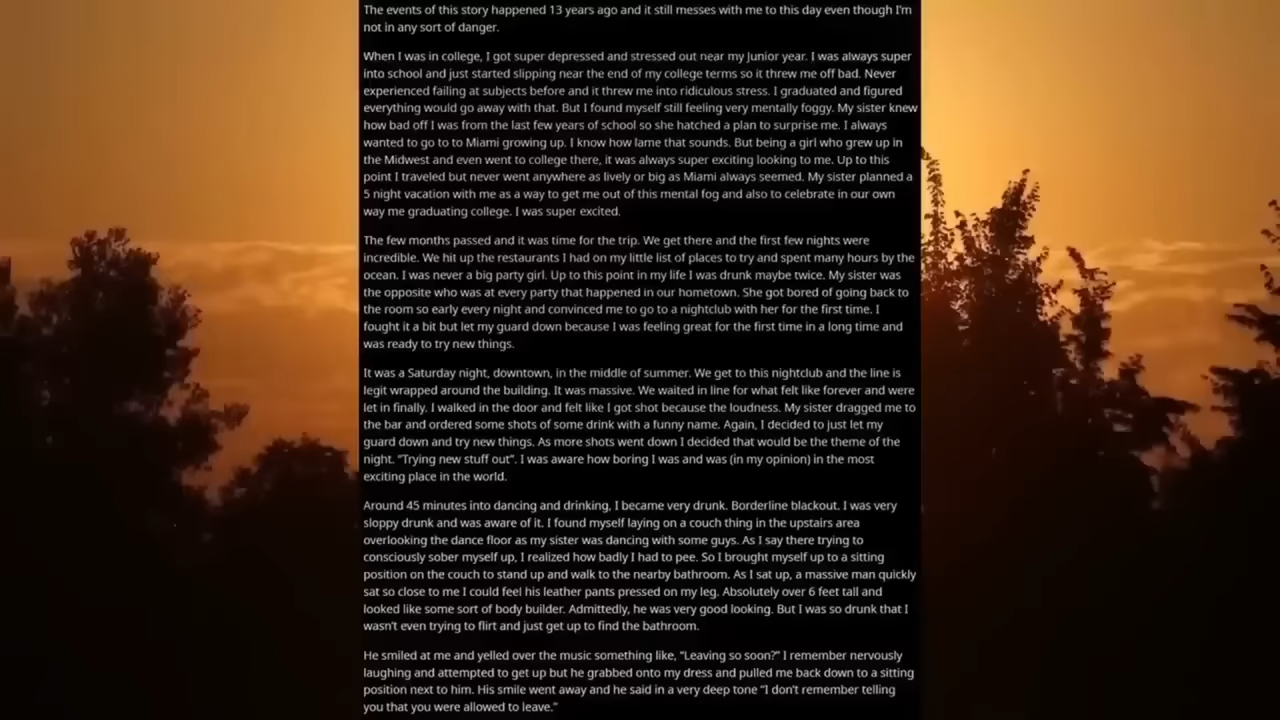 The events of this story happened 13 years ago and it still messes with me to this day even though I'm
not in any sort of danger.
When I was in college, I got super depressed and stressed out near my Junior year. I was always super
into school and just started slipping near the end of my college terms so it threw me off bad. Never
experienced failing at subjects before and it threw me into ridiculous stress. I graduated and figured
everything would go away with that. But I found myself still feeling very mentally foggy. My sister knew
how bad off I was from the last few years of school so she hatched a plan to surprise me. I always
wanted to go to to Miami growing up. I know how lame that sounds. But being a girl who grew up in
the Midwest and even went to college there, it was always super exciting looking to me. Up to this
point I traveled but never went anywhere as lively or big as Miami always seemed. My sister planned a
5 night vacation with me as a way to get me out of this mental fog and also to celebrate in our own
way me graduating college. I was super excited.
The few months passed and it was time for the trip. We get there and the first few nights were
incredible. We hit up the restaurants I had on my little list of places to try and spent many hours by the
ocean. I was never a big party girl. Up to this point in my life I was drunk maybe twice. My sister was
the opposite who was at every party that happened in our hometown. She got bored of going back to
the room so early every night and convinced me to go to a nightclub with her for the first time. I
fought it a bit but let my guard down because I was feeling great for the first time in a long time and
was ready to try new things.
It was a Saturday night, downtown, in the middle of summer. We get to this nightclub and the line is
legit wrapped around the building. It was massive. We waited in line for what felt like forever and were
let in finally. I walked in the door and felt like I got shot because the loudness. My sister dragged me to
the bar and ordered some shots of some drink with a funny name. Again, I decided to just let my
guard down and try new things. As more shots went down I decided that would be the theme of the
night. "Trying new stuff out". I was aware how boring I was and was (in my opinion) in the most
exciting place in the world.
Around 45 minutes into dancing and drinking, I became very drunk. Borderline blackout. I was very
sloppy drunk and was aware of it. I found myself laying on a couch thing in the upstairs area
overlooking the dance floor as my sister was dancing with some guys. As I say there trying to
consciously sober myself up, I realized how badly I had to pee. So I brought myself up to a sitting
position on the couch to stand up and walk to the nearby bathroom. As I sat up, a massive man quickly
sat so close to me I could feel his leather pants pressed on my leg. Absolutely over 6 feet tall and
looked like some sort of body builder. Admittedly, he was very good looking. But I was so drunk that I
wasn't even trying to flirt and just get up to find the bathroom.
He smiled at me and yelled over the music something like, "Leaving so soon?" I remember nervously
laughing and attempted to get up but he grabbed onto my dress and pulled me back down to a sitting
position next to him. His smile went away and he said in a very deep tone "I don't remember telling
you that you were allowed to leave."